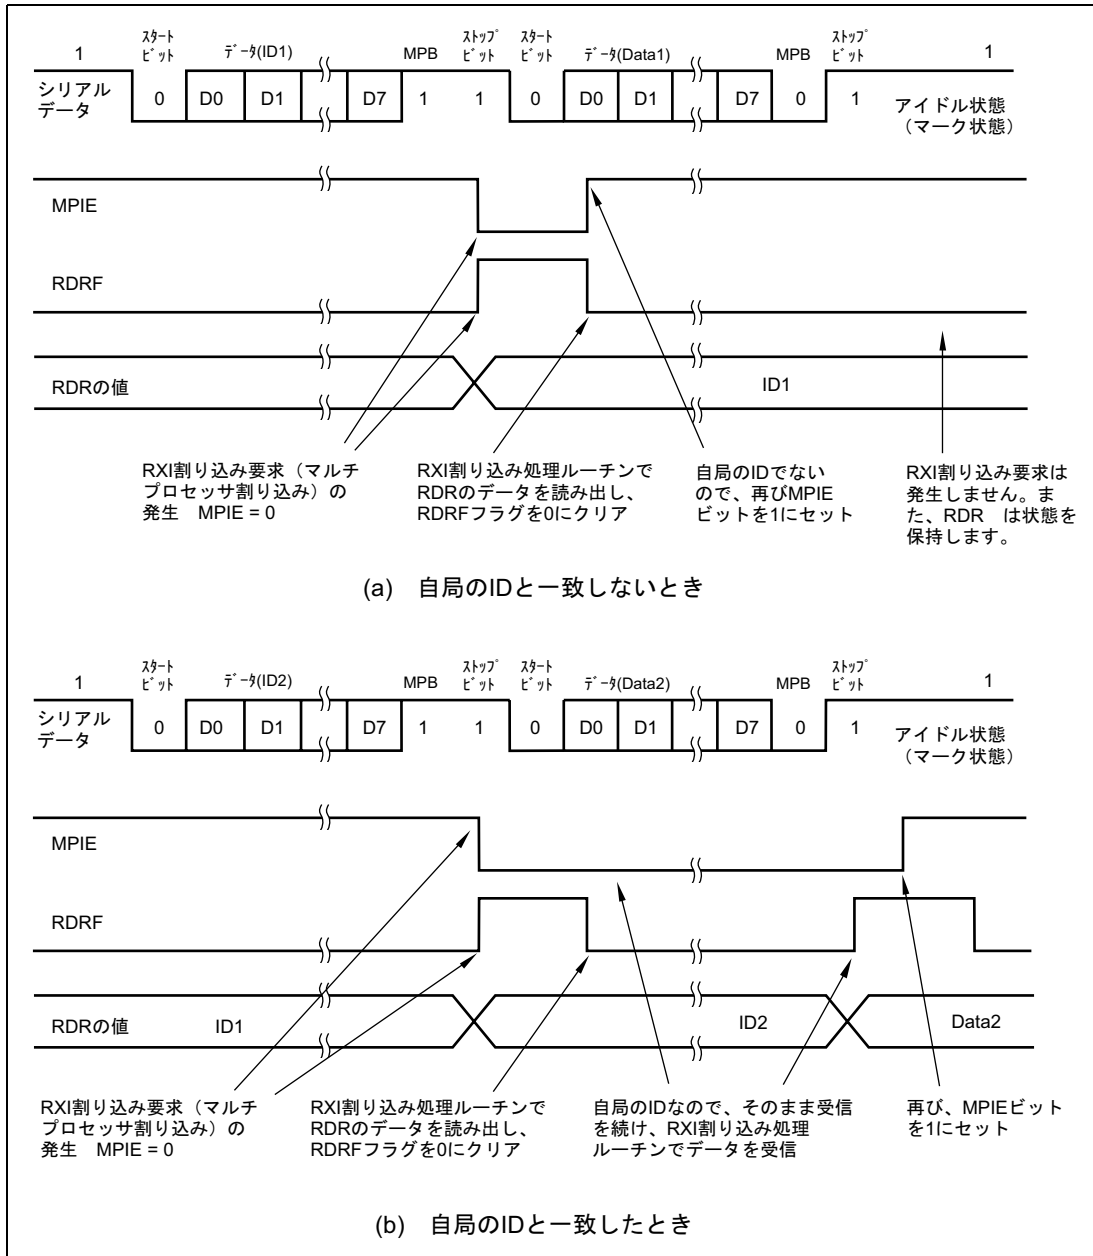 1 スタートビット データ(ID1) MPB ストップビット スタートビット データ(Data1) MPB ストップビット 1
シリアルデータ 0 D0 D1 D7 1 1 0 D0 D1 D7 0 1 アイドル状態(マーク状態)
MPIE
RDRF
RDRの値 ID1
RXI割り込み要求(マルチ
プロセッサ割り込み)の
発生 MPIE = 0
RXI割り込み処理ルーチンで
RDRのデータを読み出し、
RDRFフラグを0にクリア
自局のIDでない
ので、再びMPIE
ビットを1にセット
RXI割り込み要求は
発生しません。ま
た、RDR は状態を
保持します。
(a) 自局のIDと一致しないとき
1 スタートビット データ(ID2) MPB ストップビット スタートビット データ(Data2) MPB ストップビット 1
シリアルデータ 0 D0 D1 D7 1 1 0 D0 D1 D7 0 1 アイドル状態(マーク状態)
MPIE
RDRF
RDRの値 ID1 ID2 Data2
RXI割り込み要求(マルチ
プロセッサ割り込み)の
発生 MPIE = 0
RXI割り込み処理ルーチンで
RDRのデータを読み出し、
RDRFフラグを0にクリア
自局のIDなので、そのまま受信
を続け、RXI割り込み処理
ルーチンでデータを受信
再び、MPIEビット
を1にセット
(b) 自局のIDと一致したとき